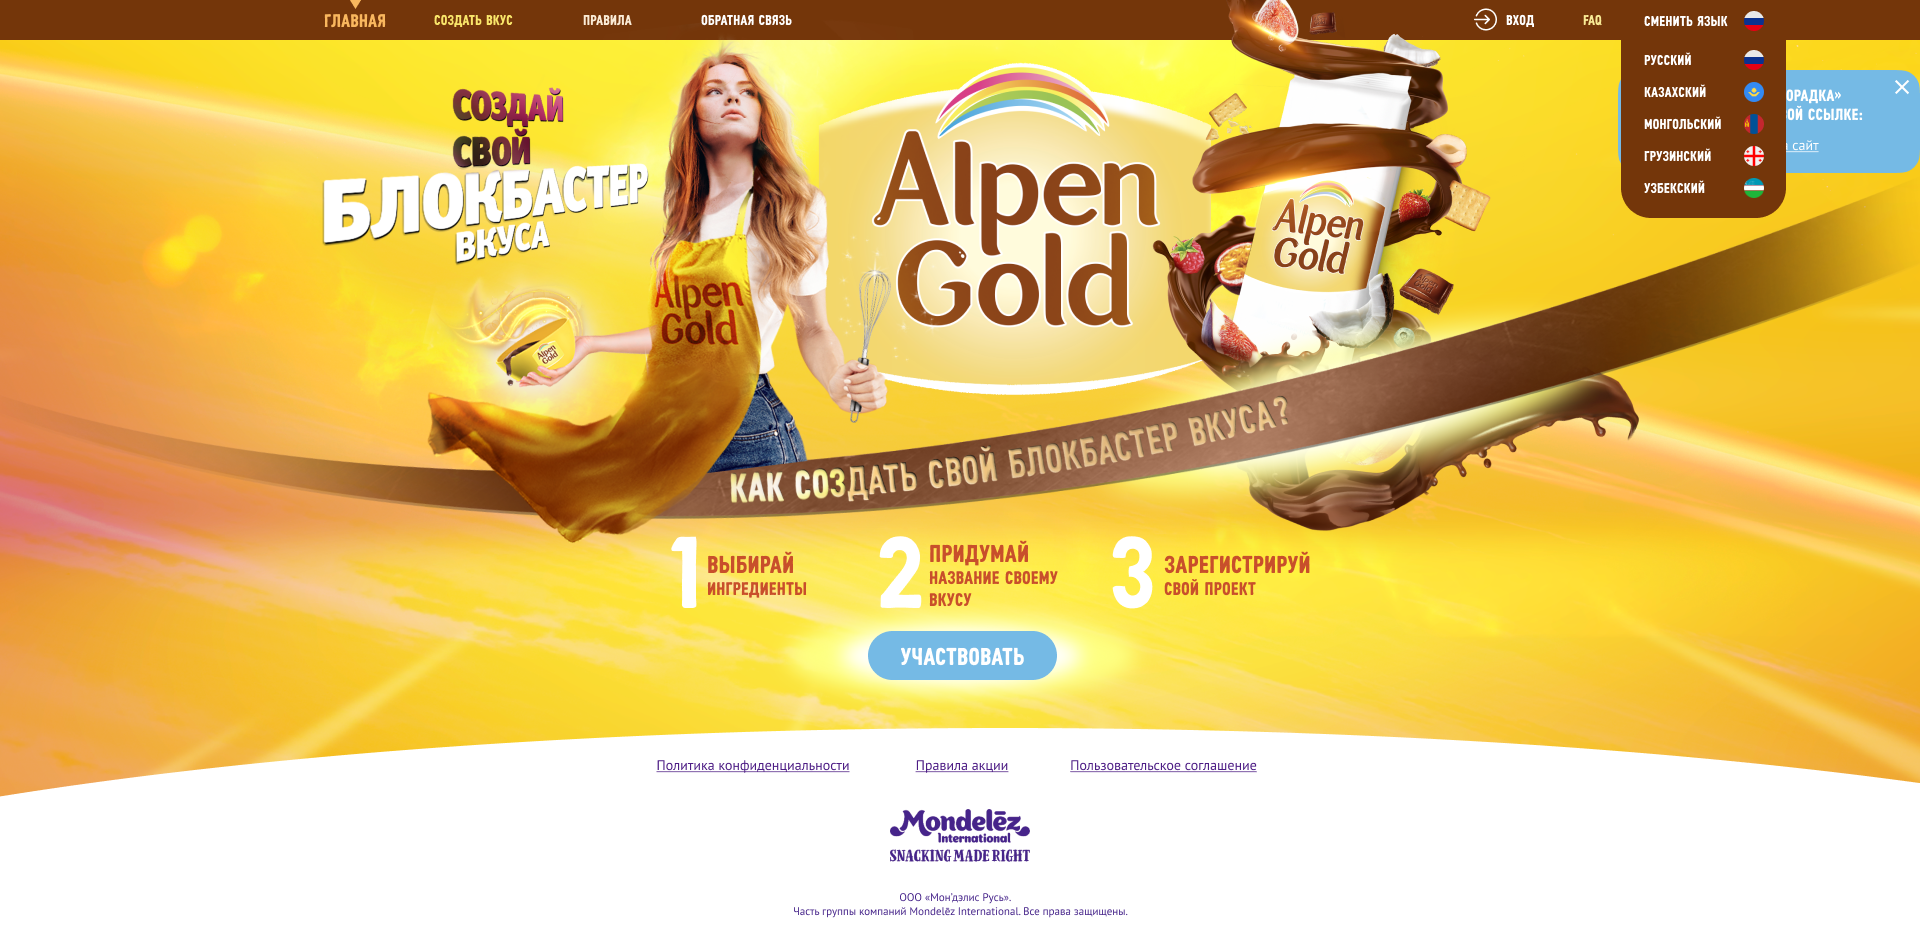 ГЛАВНАЯ
СОЗДАТЬ ВКУС
ПРАВИЛА
ОБРАТНАЯ СВЯЗЬ
ВХОД
FAQ
СМЕНИТЬ ЯЗЫК
РУССКИЙ
КАЗАХСКИЙ
МОНГОЛЬСКИЙ
ГРУЗИНСКИЙ
УЗБЕКСКИЙ
ССЫЛКЕ:
сайт
СОЗДАЙ
СВОЙ
БЛОКБАСТЕР
ВКУСА
Alpen
Gold
Alpen
Gold
Alpen
Gold
Alpen
Gold
КАК СОЗДАТЬ СВОЙ БЛОКБАСТЕР ВКУСА?
1 ВЫБИРАЙ
ИНГРЕДИЕНТЫ
2 ПРИДУМАЙ
НАЗВАНИЕ СВОЕМУ
ВКУСУ
3 ЗАРЕГИСТРИРУЙ
СВОЙ ПРОЕКТ
УЧАСТВОВАТЬ
Политика конфиденциальности
Правила акции
Пользовательское соглашение
Mondelēz
International
SNACKING MADE RIGHT
ООО «Мон'дэлис Русь».
Часть группы компаний Mondelēz International. Все права защищены.